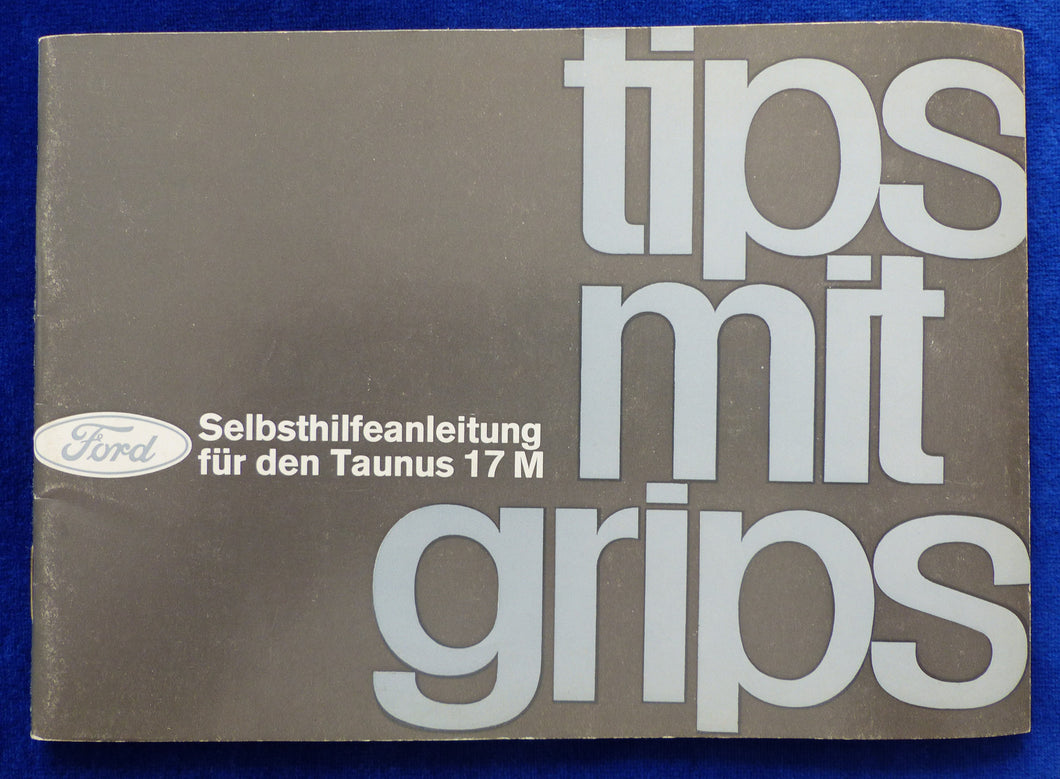 tips
mit
grips
Ford
Selbsthilfeanleitung
für den Taunus 17 M